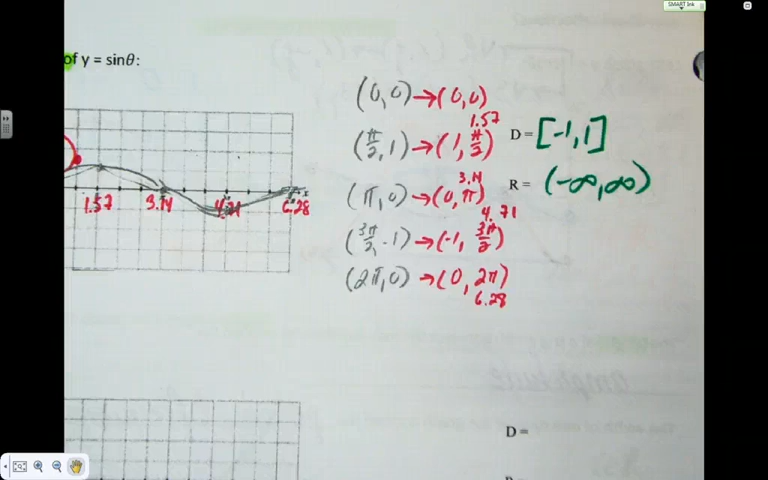 SMART Ink
of y = sinθ:
(0,0)→(0,0)
1.57
(π/2, 1)→(1, π/2)
D = [-1,1]
3.14
(π,0)→(0,π)
R = (-∞,∞)
4.71
(3π/2, -1)→(-1, 3π/2)
(2π,0)→(0, 2π)
6.28
1.57 3.14 4.71 6.28
D =